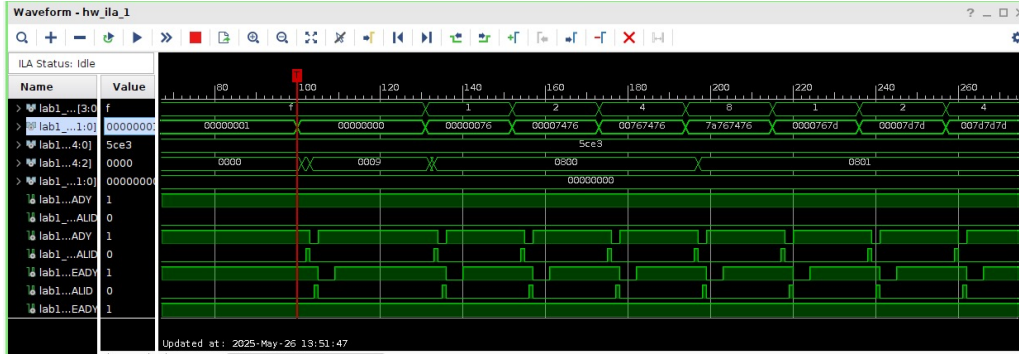 Waveform - hw_ila_1
ILA Status: Idle
Name Value
80 100 120 140 160 180 200 220 240 260
lab1_...[3:0 f f 1 2 4 8 1 2 4
..1:0] 00000001 00000000 00000076 00007476 00767476 7a767476 0000767d 00007d7d 007d7d7d
lab1...4:0] 5ce3 5ce3
lab1...4:2] 0000 0000 0009 0800 0801
lab1_...1:0] 00000000 00000000
lab1...ADY 1
lab1_...ALID 0
lab1...ADY 1
lab1_...ALID 0
lab1...EADY 1
lab1...ALID 0
lab1...EADY 1
Updated at: 2025-May-26 13:51:47